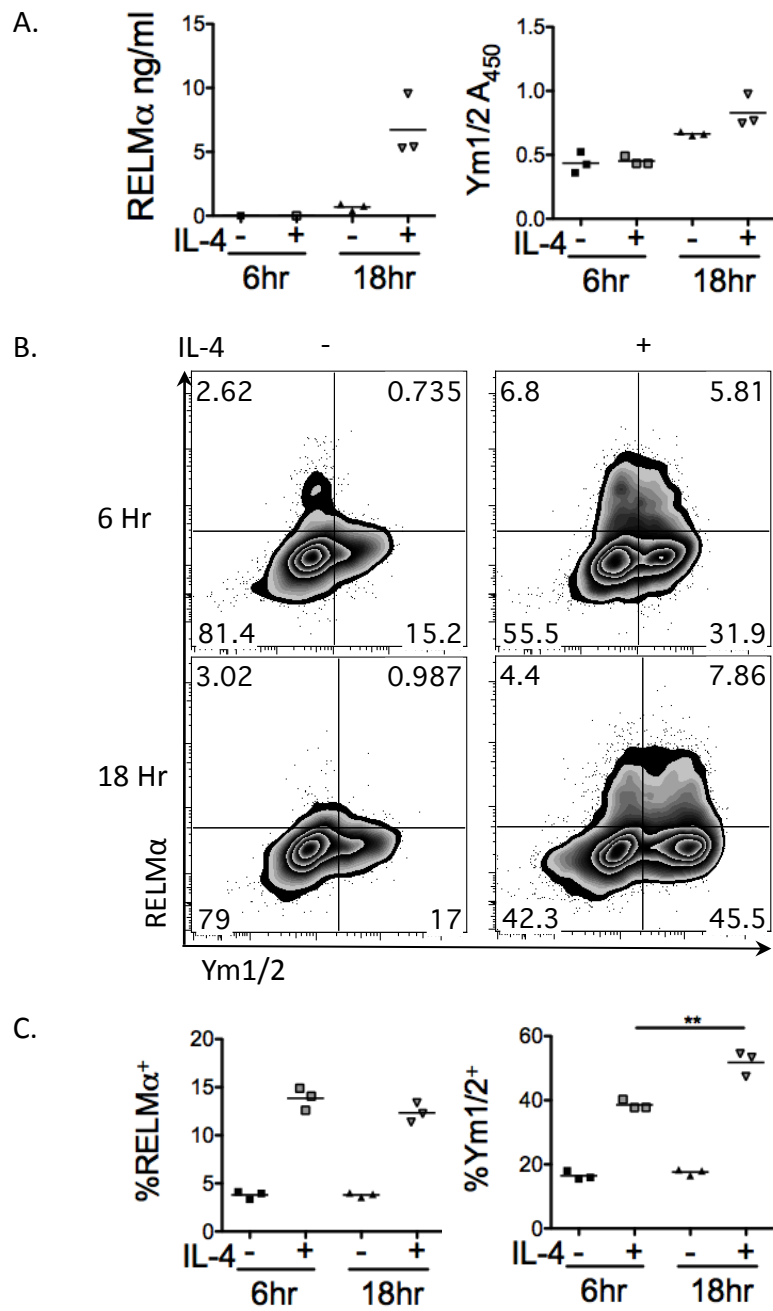 A.
RELMα ng/ml
15
10
5
0
IL-4 - + - +
6hr 18hr
Ym1/2 A450
1.5
1.0
0.5
0.0
IL-4 - + - +
6hr 18hr
B.
IL-4 - +
6 Hr
2.62 0.735
81.4 15.2
6.8 5.81
55.5 31.9
18 Hr
3.02 0.987
79 17
4.4 7.86
42.3 45.5
RELMα
Ym1/2
C.
%RELMα+
20
15
10
5
0
IL-4 - + - +
6hr 18hr
%Ym1/2+
**
60
40
20
0
IL-4 - + - +
6hr 18hr